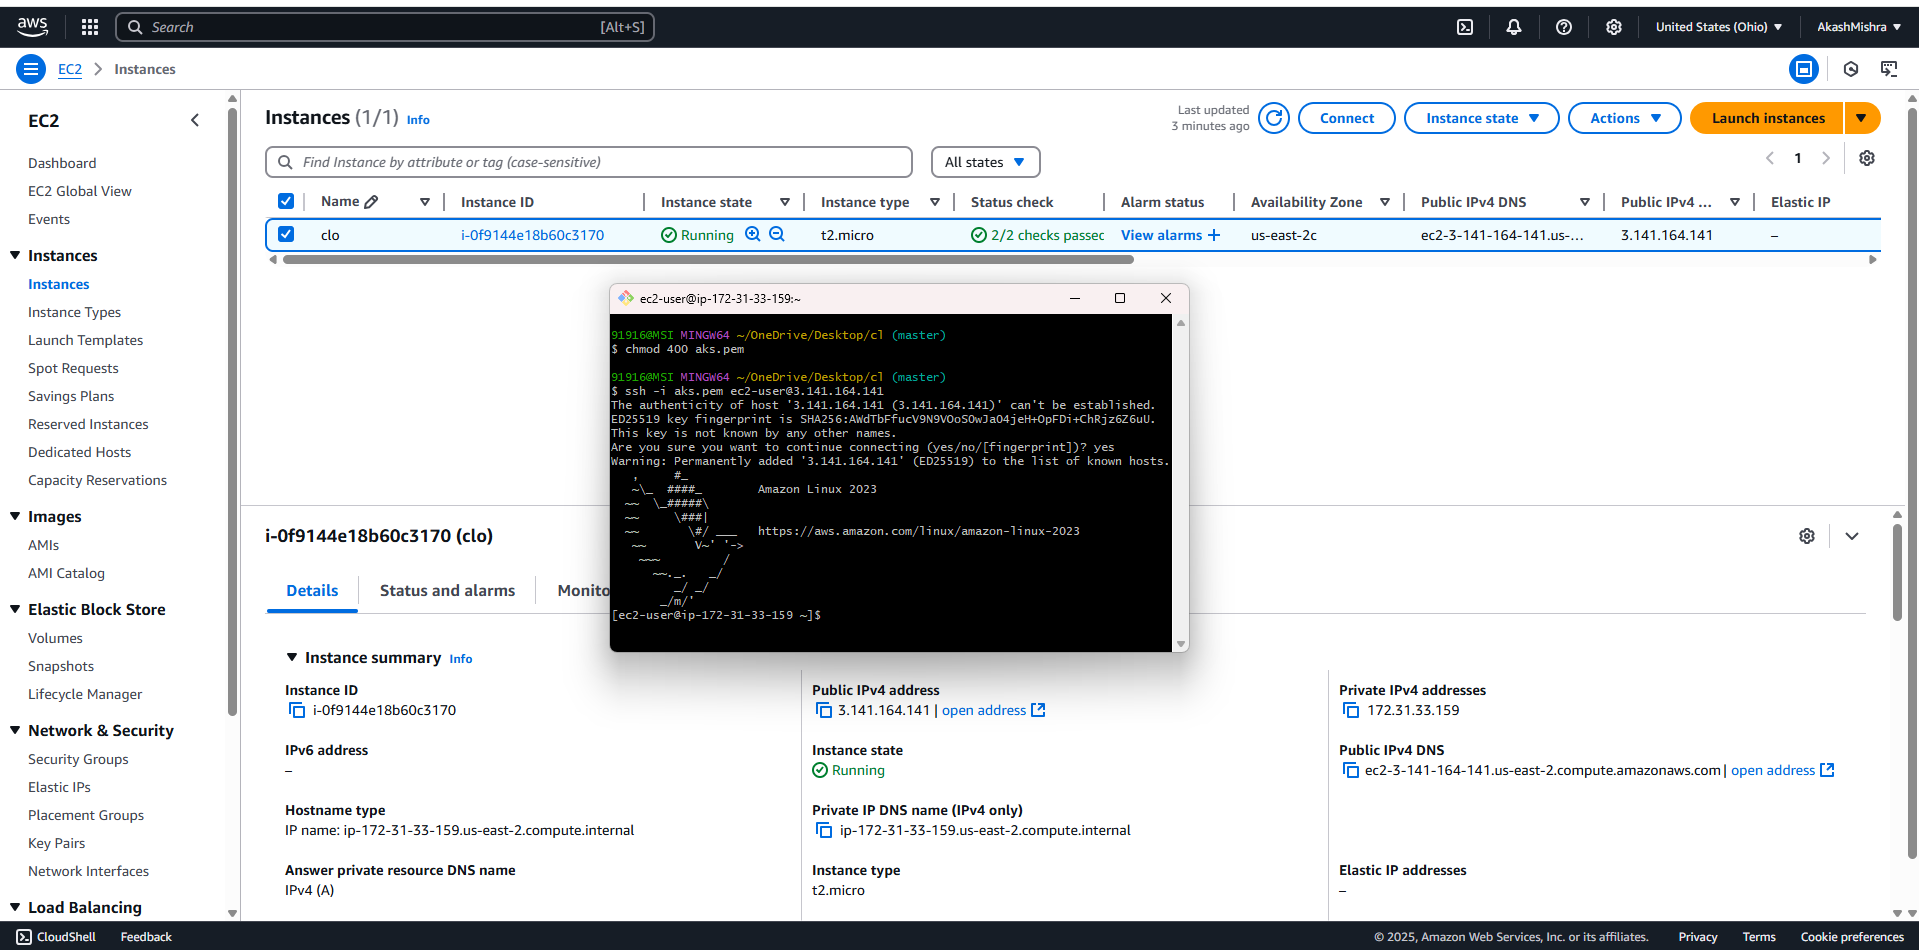 aws
Search [Alt+S]
United States (Ohio) AkashMishra
EC2 Instances
EC2
Dashboard
EC2 Global View
Events
Instances
Instances
Instance Types
Launch Templates
Spot Requests
Savings Plans
Reserved Instances
Dedicated Hosts
Capacity Reservations
Images
AMIs
AMI Catalog
Elastic Block Store
Volumes
Snapshots
Lifecycle Manager
Network & Security
Security Groups
Elastic IPs
Placement Groups
Key Pairs
Network Interfaces
Load Balancing
Instances (1/1) Info
Last updated
3 minutes ago
Connect Instance state Actions Launch instances
Find Instance by attribute or tag (case-sensitive) All states 1
Name Instance ID Instance state Instance type Status check Alarm status Availability Zone Public IPv4 DNS Public IPv4 ... Elastic IP
clo i-0f9144e18b60c3170 Running t2.micro 2/2 checks passec View alarms + us-east-2c ec2-3-141-164-141.us-... 3.141.164.141 –
ec2-user@ip-172-31-33-159:~
91916@MSI MINGW64 ~/OneDrive/Desktop/cl (master)
$ chmod 400 aks.pem
91916@MSI MINGW64 ~/OneDrive/Desktop/cl (master)
$ ssh -i aks.pem ec2-user@3.141.164.141
The authenticity of host '3.141.164.141 (3.141.164.141)' can't be established.
ED25519 key fingerprint is SHA256:AWdTbFfucV9N9VOoSOwJaO4jeH+OpFDi+ChRjz6Z6uU.
This key is not known by any other names.
Are you sure you want to continue connecting (yes/no/[fingerprint])? yes
Warning: Permanently added '3.141.164.141' (ED25519) to the list of known hosts.
   ,     #_
   ~\_  ####_        Amazon Linux 2023
  ~~  \_#####\
  ~~     \###|
  ~~       \#/ ___   https://aws.amazon.com/linux/amazon-linux-2023
   ~~       V~' '->
    ~~~         /
      ~~._.   _/
         _/ _/
       _/m/'
[ec2-user@ip-172-31-33-159 ~]$
i-0f9144e18b60c3170 (clo)
Details Status and alarms Monito
Instance summary Info
Instance ID
i-0f9144e18b60c3170
Public IPv4 address
3.141.164.141 | open address
Private IPv4 addresses
172.31.33.159
IPv6 address
–
Instance state
Running
Public IPv4 DNS
ec2-3-141-164-141.us-east-2.compute.amazonaws.com | open address
Hostname type
IP name: ip-172-31-33-159.us-east-2.compute.internal
Private IP DNS name (IPv4 only)
ip-172-31-33-159.us-east-2.compute.internal
Answer private resource DNS name
IPv4 (A)
Instance type
t2.micro
Elastic IP addresses
–
CloudShell Feedback © 2025, Amazon Web Services, Inc. or its affiliates. Privacy Terms Cookie preferences